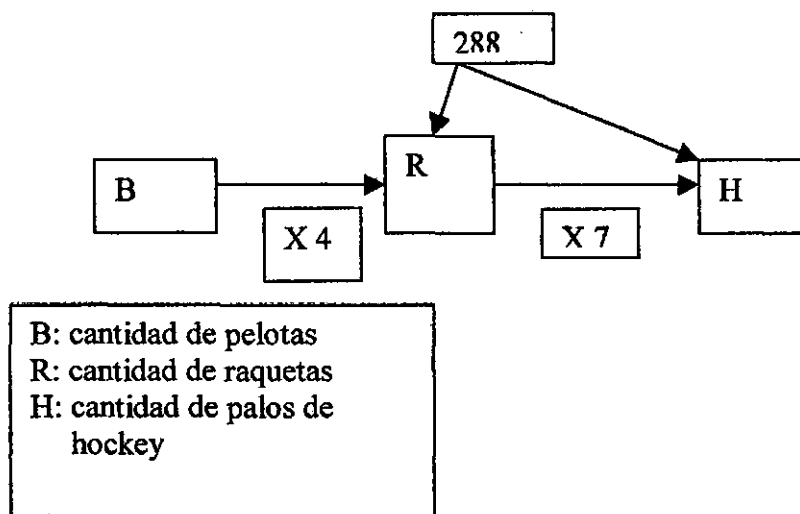 288
B
R
H
X 4
X 7
B: cantidad de pelotas
R: cantidad de raquetas
H: cantidad de palos de
hockey